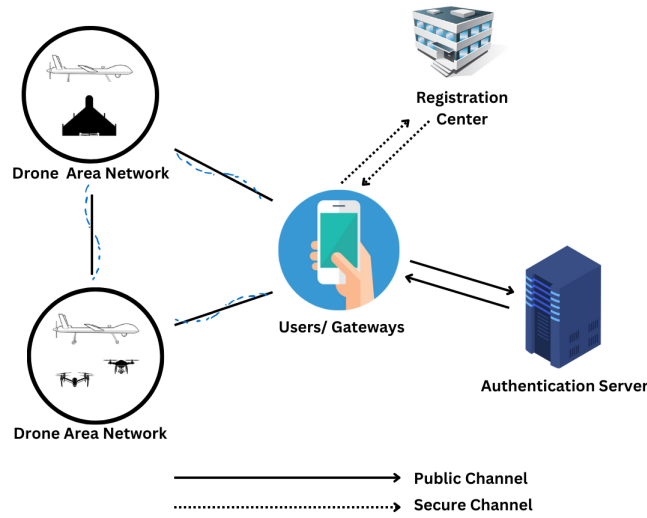 Registration
Center
Drone Area Network
Users/ Gateways
Authentication Server
Drone Area Network
Public Channel
Secure Channel